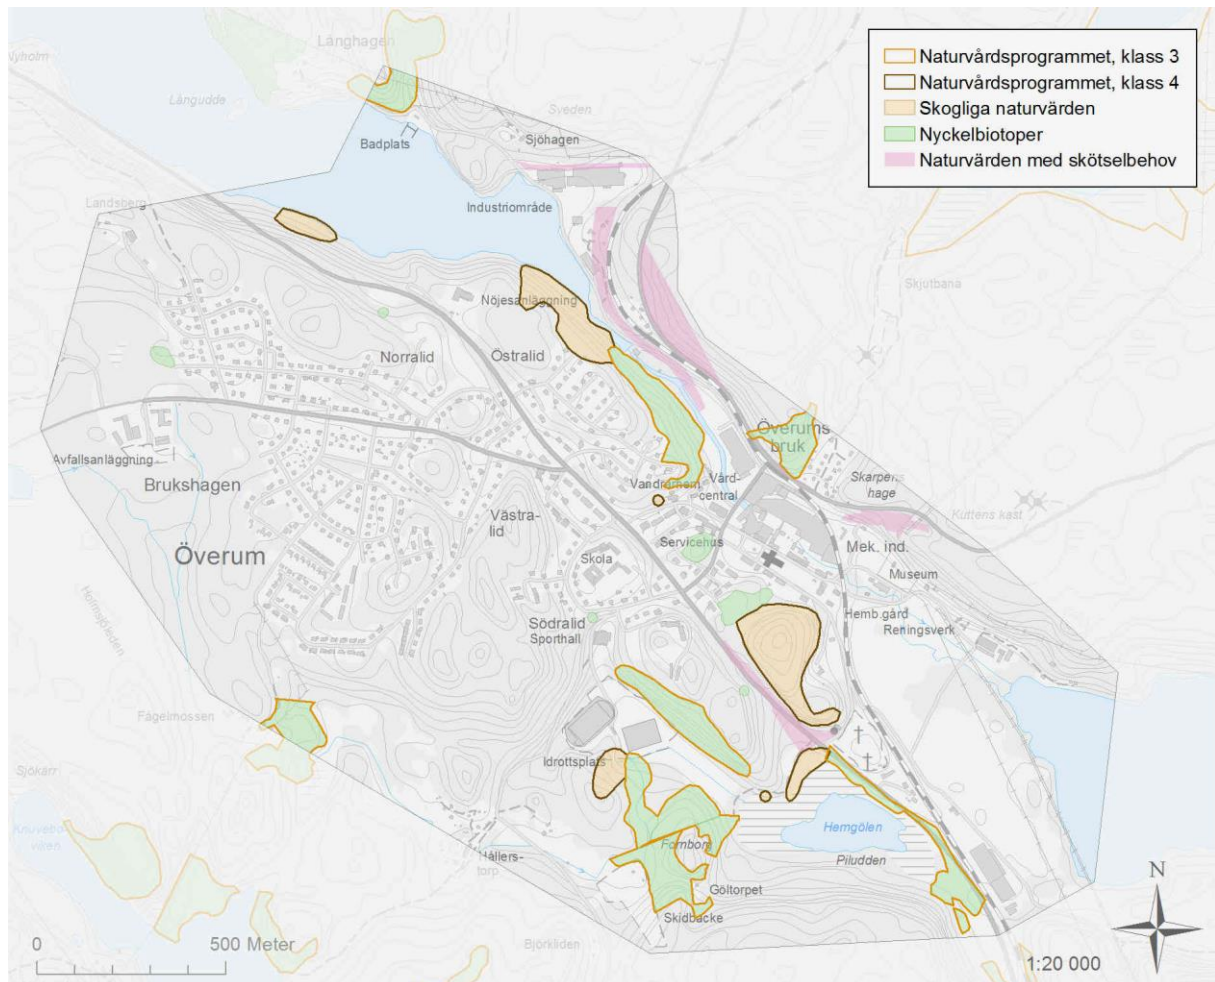 Naturvårdsprogrammet, klass 3
Naturvårdsprogrammet, klass 4
Skogliga naturvärden
Nyckelbiotoper
Naturvärden med skötselbehov
Långhagen
Nyholm
Långudde
Sveden
Badplats
Sjöhagen
Landsberg
Industriområde
Skjutbana
Nöjesanläggning
Norralid
Östralid
Överums
bruk
Avfallsanläggning
Brukshagen
Vandrarhem
Vård-
central
Skarpen-
hage
Kuttens kast
Västra-
lid
Överum
Servicehus
Skola
Mek. ind.
Museum
Holmsjöleden
Södralid
Sporthall
Hemb.gård
Reningsverk
Fågelmossen
Sjökärr
Idrottsplats
Hemgölen
Fornborg
Piludden
Hällers-
torp
Göltorpet
Skidbacke
Björkliden
N
0 500 Meter
1:20 000